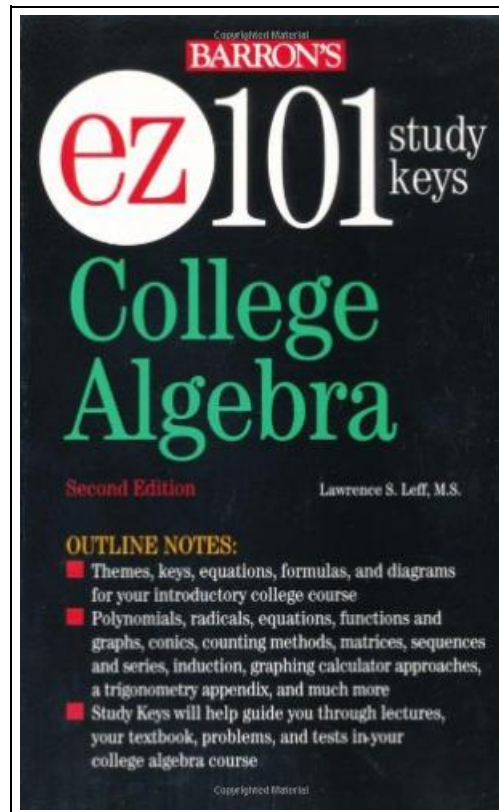 Copyrighted Material
BARRON'S
ez 101 study
keys
College
Algebra
Second Edition Lawrence S. Leff, M.S.
OUTLINE NOTES:
Themes, keys, equations, formulas, and diagrams
for your introductory college course
Polynomials, radicals, equations, functions and
graphs, conics, counting methods, matrices, sequences
and series, induction, graphing calculator approaches,
a trigonometry appendix, and much more
Study Keys will help guide you through lectures,
your textbook, problems, and tests in your
college algebra course
Copyrighted Material